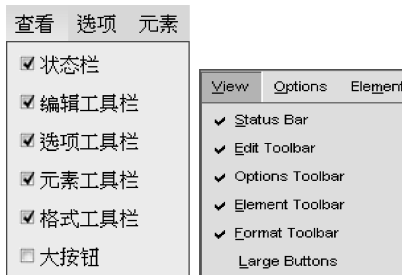 查看 选项 元素
状态栏
编辑工具栏
选项工具栏
元素工具栏
格式工具栏
大按钮
View Options Element
Status Bar
Edit Toolbar
Options Toolbar
Element Toolbar
Format Toolbar
Large Buttons